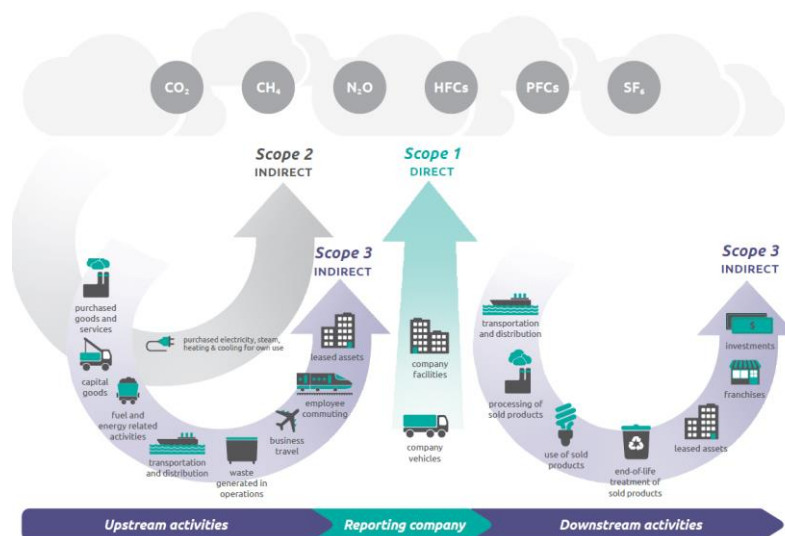 CO₂
CH₄
N₂O
HFCs
PFCs
SF₆
Scope 2
INDIRECT
Scope 1
DIRECT
Scope 3
INDIRECT
Scope 3
INDIRECT
purchased
goods and
services
capital
goods
fuel and
energy related
activities
purchased electricity, steam,
heating & cooling for own use
transportation
and distribution
waste
generated in
operations
business
travel
employee
commuting
leased assets
company
facilities
company
vehicles
transportation
and distribution
processing of
sold products
use of sold
products
end-of-life
treatment of
sold products
leased assets
franchises
$
investments
Upstream activities
Reporting company
Downstream activities